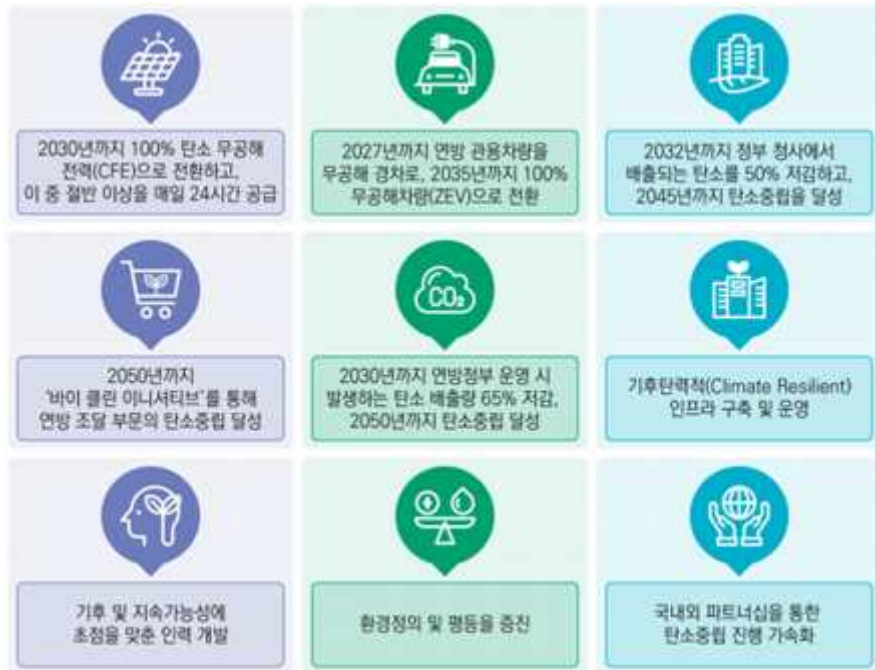 2030년까지 100% 탄소 무공해
전력(CFE)으로 전환하고,
이 중 절반 이상을 매일 24시간 공급
2027년까지 연방 관용차량을
무공해 경차로, 2035년까지 100%
무공해차량(ZEV)으로 전환
2032년까지 정부 청사에서
배출되는 탄소를 50% 저감하고,
2045년까지 탄소중립을 달성
CO₂
2050년까지
'바이 클린 이니셔티브'를 통해
연방 조달 부문의 탄소중립 달성
2030년까지 연방정부 운영 시
발생하는 탄소 배출량 65% 저감,
2050년까지 탄소중립 달성
기후탄력적(Climate Resilient)
인프라 구축 및 운영
기후 및 지속가능성에
초점을 맞춘 인력 개발
환경정의 및 평등을 증진
국내외 파트너십을 통한
탄소중립 진행 가속화